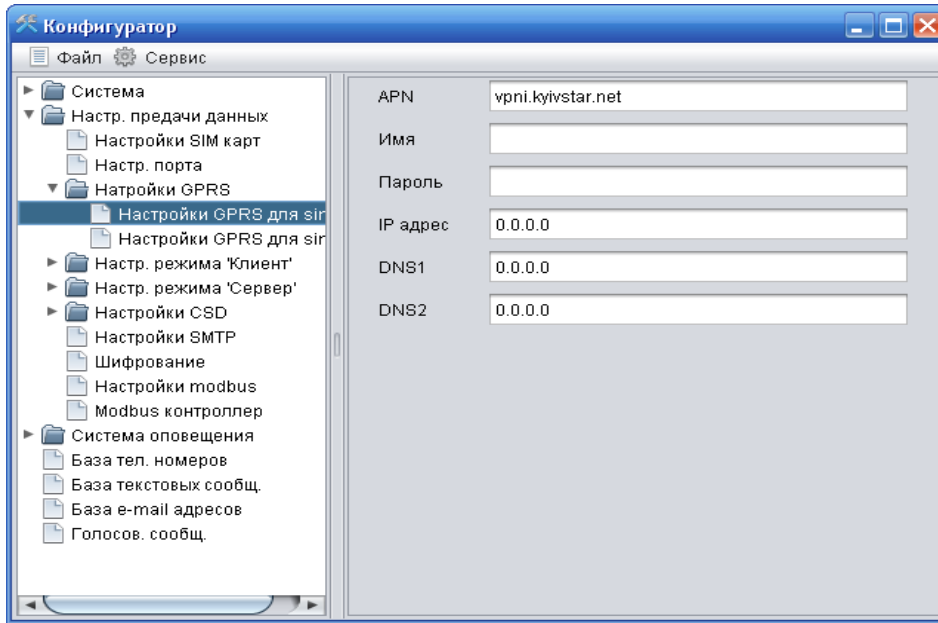 Конфигуратор
Файл Сервис
Система
Настр. предачи данных
Настройки SIM карт
Настр. порта
Натройки GPRS
Настройки GPRS для sir
Настройки GPRS для sir
Настр. режима 'Клиент'
Настр. режима 'Сервер'
Настройки CSD
Настройки SMTP
Шифрование
Настройки modbus
Modbus контроллер
Система оповещения
База тел. номеров
База текстовых сообщ.
База e-mail адресов
Голосов. сообщ.
APN vpni.kyivstar.net
Имя
Пароль
IP адрес 0.0.0.0
DNS1 0.0.0.0
DNS2 0.0.0.0